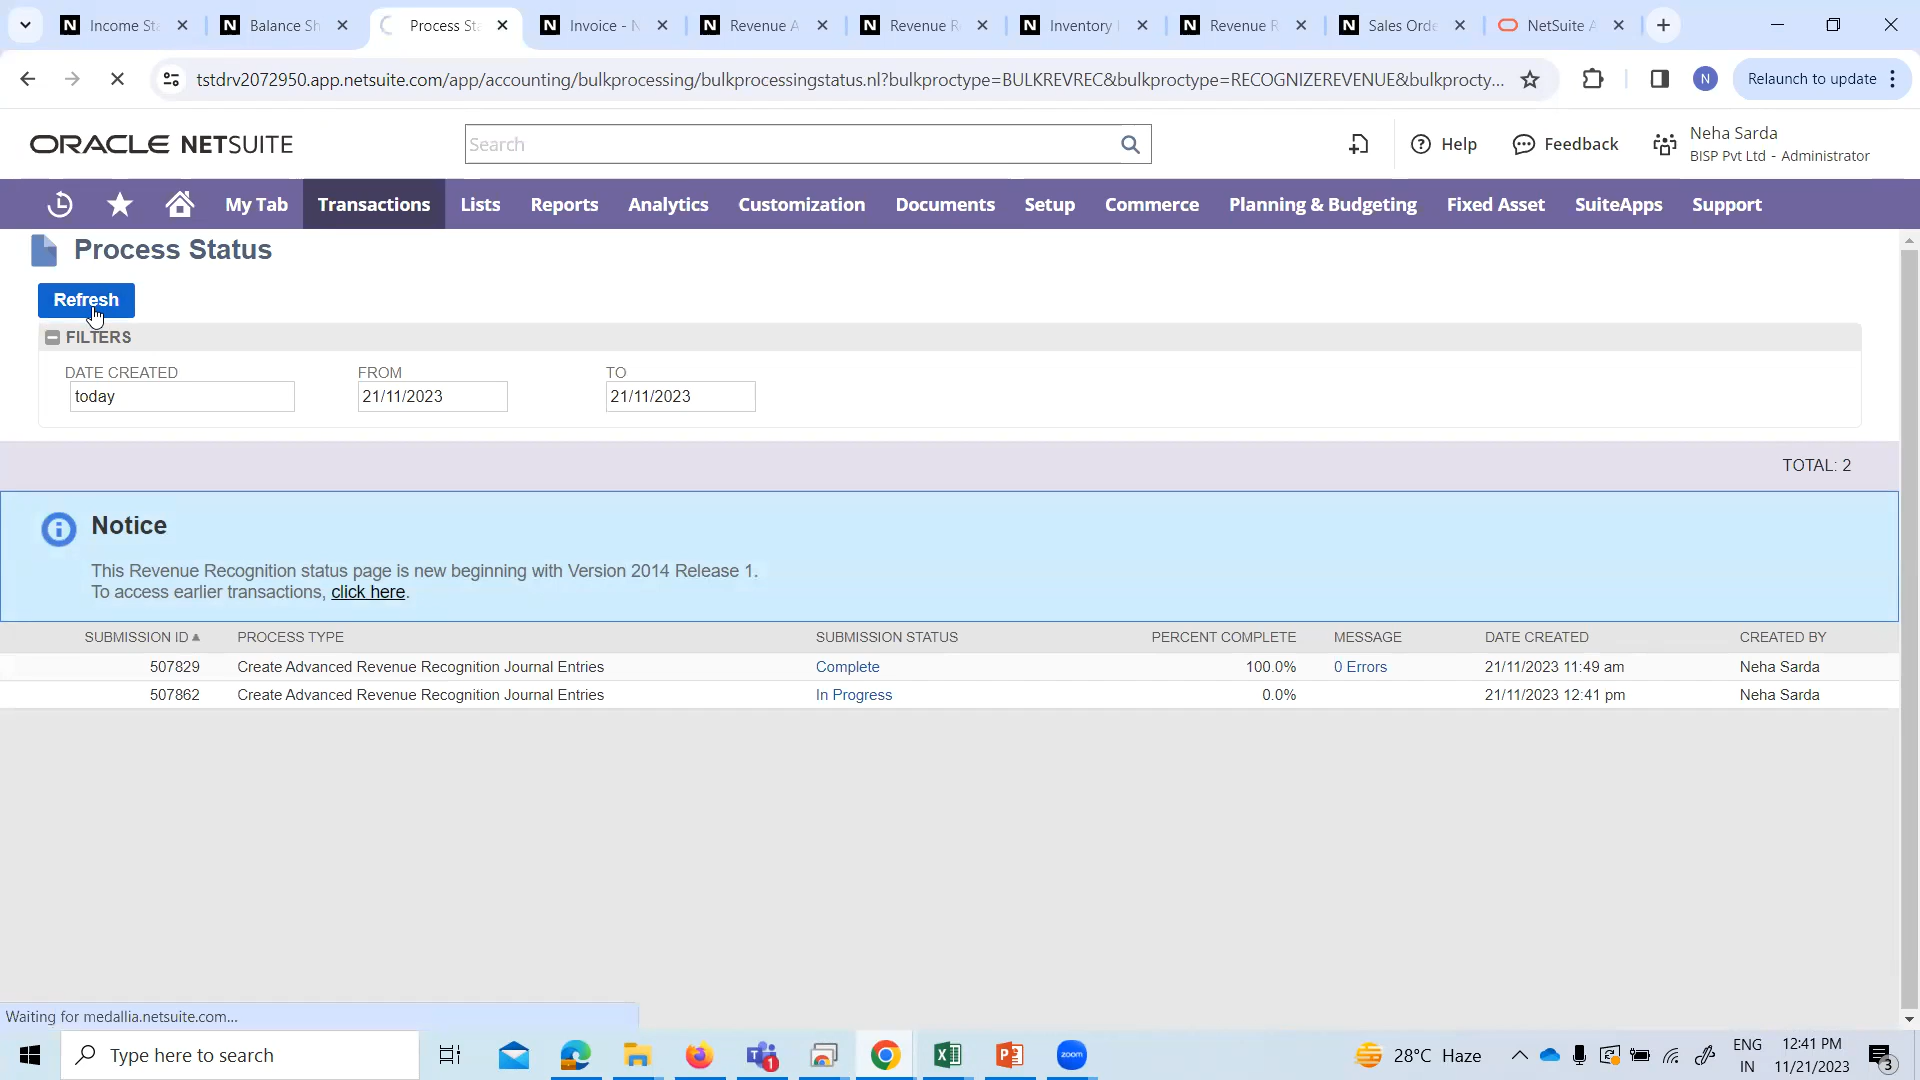 Income Sta
Balance Sh
Process Sta
Invoice - N
Revenue A
Revenue R
Inventory
Revenue R
Sales Orde
NetSuite A
tstdrv2072950.app.netsuite.com/app/accounting/bulkprocessing/bulkprocessingstatus.nl?bulkproctype=BULKREVREC&bulkproctype=RECOGNIZEREVENUE&bulkprocty...
N
Relaunch to update
ORACLE NETSUITE
Search
Help
Feedback
Neha Sarda
BISP Pvt Ltd - Administrator
My Tab
Transactions
Lists
Reports
Analytics
Customization
Documents
Setup
Commerce
Planning & Budgeting
Fixed Asset
SuiteApps
Support
Process Status
Refresh
FILTERS
DATE CREATED
FROM
TO
today
21/11/2023
21/11/2023
TOTAL: 2
Notice
This Revenue Recognition status page is new beginning with Version 2014 Release 1.
To access earlier transactions, click here.
SUBMISSION ID PROCESS TYPE SUBMISSION STATUS PERCENT COMPLETE MESSAGE DATE CREATED CREATED BY
507829 Create Advanced Revenue Recognition Journal Entries Complete 100.0% 0 Errors 21/11/2023 11:49 am Neha Sarda
507862 Create Advanced Revenue Recognition Journal Entries In Progress 0.0% 21/11/2023 12:41 pm Neha Sarda
Waiting for medallia.netsuite.com...
Type here to search
1
zoom
28°C Haze
ENG
IN
12:41 PM
11/21/2023
3